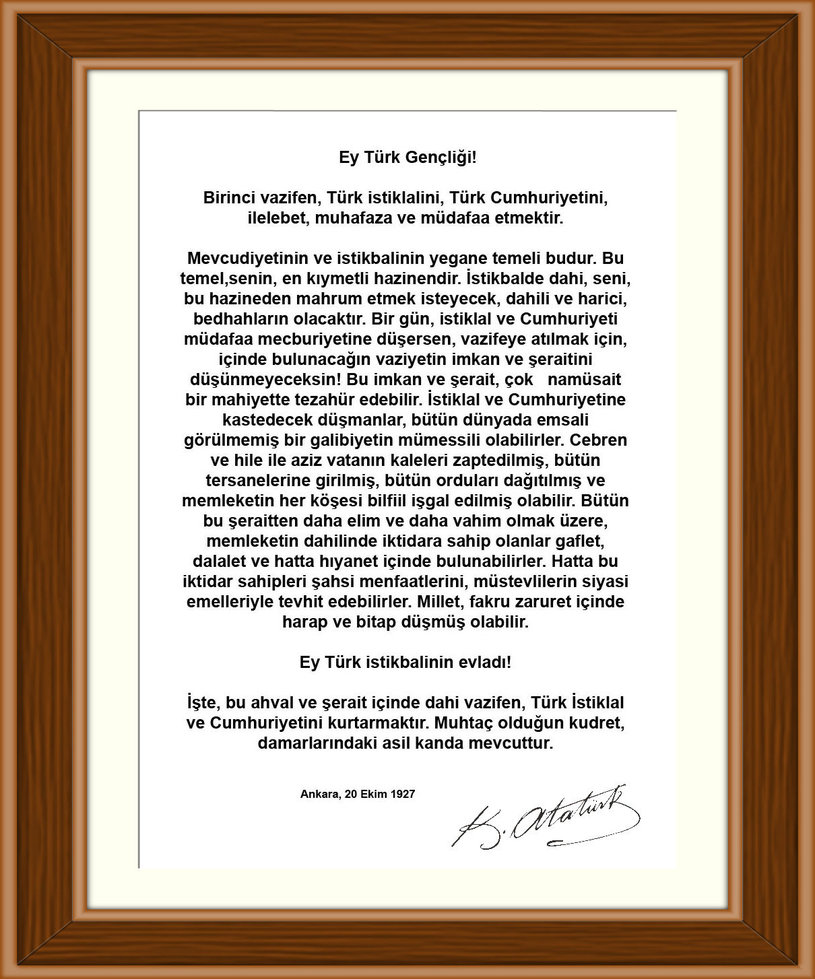 Ey Türk Gençliği!
Birinci vazifen, Türk istiklalini, Türk Cumhuriyetini,
ilelebet, muhafaza ve müdafaa etmektir.
Mevcudiyetinin ve istikbalinin yegane temeli budur. Bu
temel,senin, en kıymetli hazinendir. İstikbalde dahi, seni,
bu hazineden mahrum etmek isteyecek, dahili ve harici,
bedhahların olacaktır. Bir gün, istiklal ve Cumhuriyeti
müdafaa mecburiyetine düşersen, vazifeye atılmak için,
içinde bulunacağın vaziyetin imkan ve şeraitini
düşünmeyeceksin! Bu imkan ve şerait, çok   namüsait
bir mahiyette tezahür edebilir. İstiklal ve Cumhuriyetine
kastedecek düşmanlar, bütün dünyada emsali
görülmemiş bir galibiyetin mümessili olabilirler. Cebren
ve hile ile aziz vatanın kaleleri zaptedilmiş, bütün
tersanelerine girilmiş, bütün orduları dağıtılmış ve
memleketin her köşesi bilfiil işgal edilmiş olabilir. Bütün
bu şeraitten daha elim ve daha vahim olmak üzere,
memleketin dahilinde iktidara sahip olanlar gaflet,
dalalet ve hatta hıyanet içinde bulunabilirler. Hatta bu
iktidar sahipleri şahsi menfaatlerini, müstevlilerin siyasi
emelleriyle tevhit edebilirler. Millet, fakru zaruret içinde
harap ve bitap düşmüş olabilir.
Ey Türk istikbalinin evladı!
İşte, bu ahval ve şerait içinde dahi vazifen, Türk İstiklal
ve Cumhuriyetini kurtarmaktır. Muhtaç olduğun kudret,
damarlarındaki asil kanda mevcuttur.
Ankara, 20 Ekim 1927
K. Atatürk